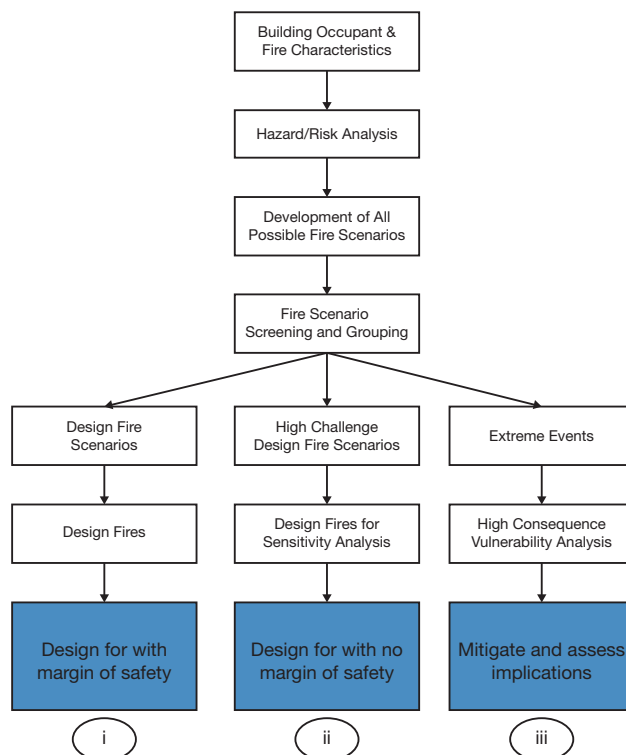 Building Occupant &
Fire Characteristics
Hazard/Risk Analysis
Development of All
Possible Fire Scenarios
Fire Scenario
Screening and Grouping
Design Fire
Scenarios
High Challenge
Design Fire Scenarios
Extreme Events
Design Fires
Design Fires for
Sensitivity Analysis
High Consequence
Vulnerability Analysis
Design for with
margin of safety
Design for with no
margin of safety
Mitigate and assess
implications
i
ii
iii